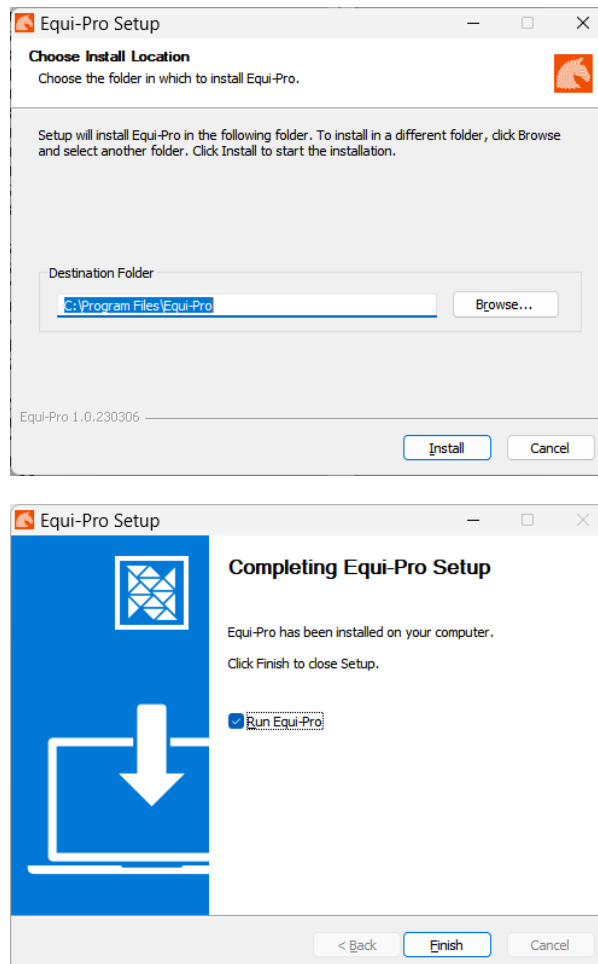 Equi-Pro Setup
Choose Install Location
Choose the folder in which to install Equi-Pro.
Setup will install Equi-Pro in the following folder. To install in a different folder, click Browse
and select another folder. Click Install to start the installation.
Destination Folder
C:\Program Files\Equi-Pro
Browse...
Equi-Pro 1.0.230306
Install
Cancel
Equi-Pro Setup
Completing Equi-Pro Setup
Equi-Pro has been installed on your computer.
Click Finish to close Setup.
Run Equi-Pro
< Back
Finish
Cancel